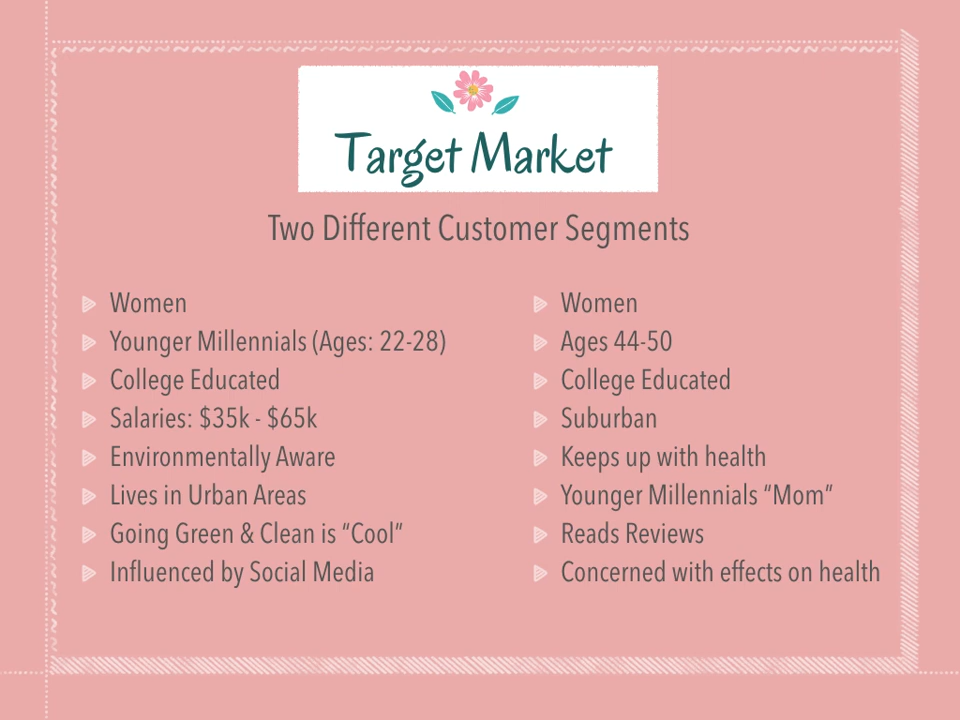 Target Market
Two Different Customer Segments
Women
Younger Millennials (Ages: 22-28)
College Educated
Salaries: $35k - $65k
Environmentally Aware
Lives in Urban Areas
Going Green & Clean is “Cool”
Influenced by Social Media
Women
Ages 44-50
College Educated
Suburban
Keeps up with health
Younger Millennials “Mom”
Reads Reviews
Concerned with effects on health